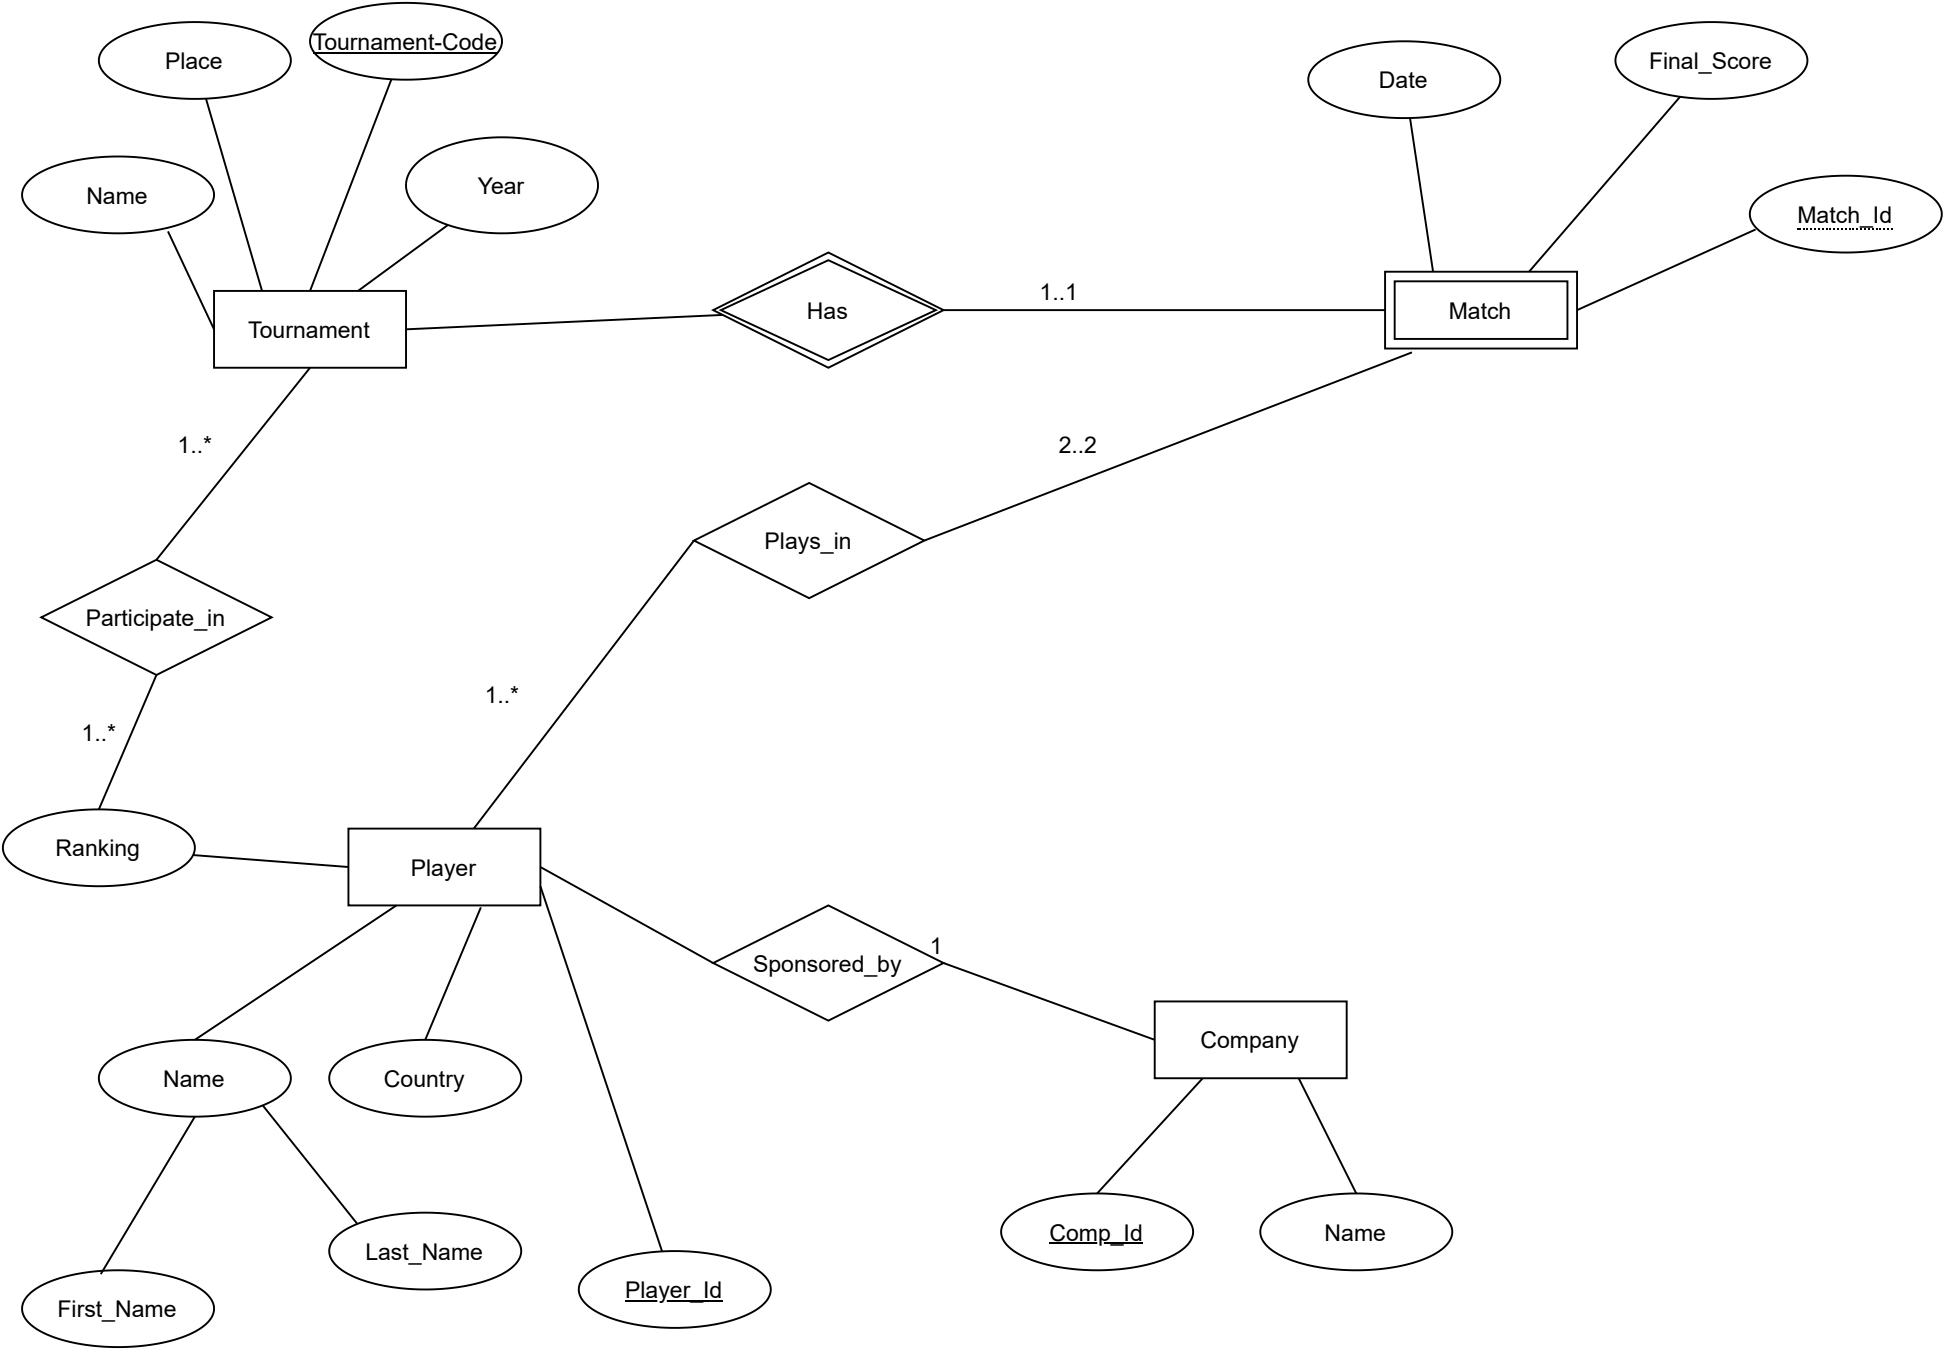 Tournament-Code
Place
Final_Score
Date
Year
Name
Match_Id
1..1
Has
Match
Tournament
1..*
2..2
Plays_in
Participate_in
1..*
1..*
Ranking
Player
1
Sponsored_by
Company
Name
Country
Comp_Id
Name
Last_Name
Player_Id
First_Name